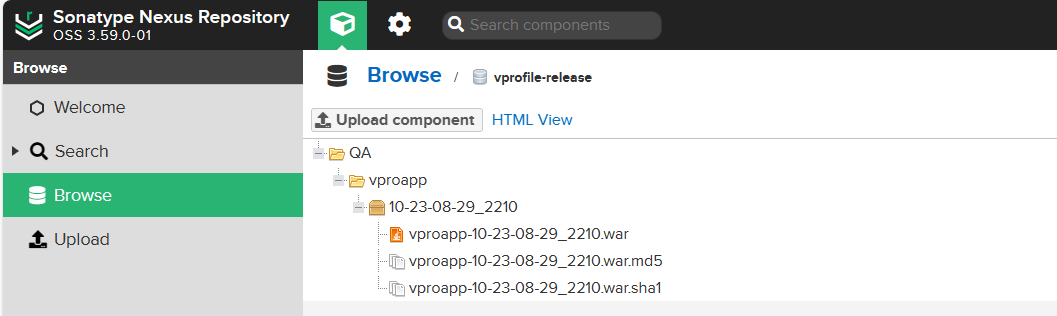 Sonatype Nexus Repository
OSS 3.59.0-01
Search components
Browse
Welcome
Search
Browse
Upload
Browse / vprofile-release
Upload component HTML View
QA
vproapp
10-23-08-29_2210
vproapp-10-23-08-29_2210.war
vproapp-10-23-08-29_2210.war.md5
vproapp-10-23-08-29_2210.war.sha1